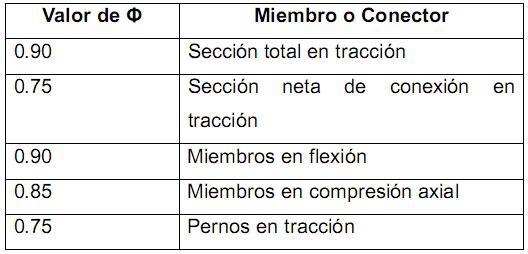 Valor de Φ Miembro o Conector
0.90 Sección total en tracción
0.75 Sección neta de conexión en
tracción
0.90 Miembros en flexión
0.85 Miembros en compresión axial
0.75 Pernos en tracción